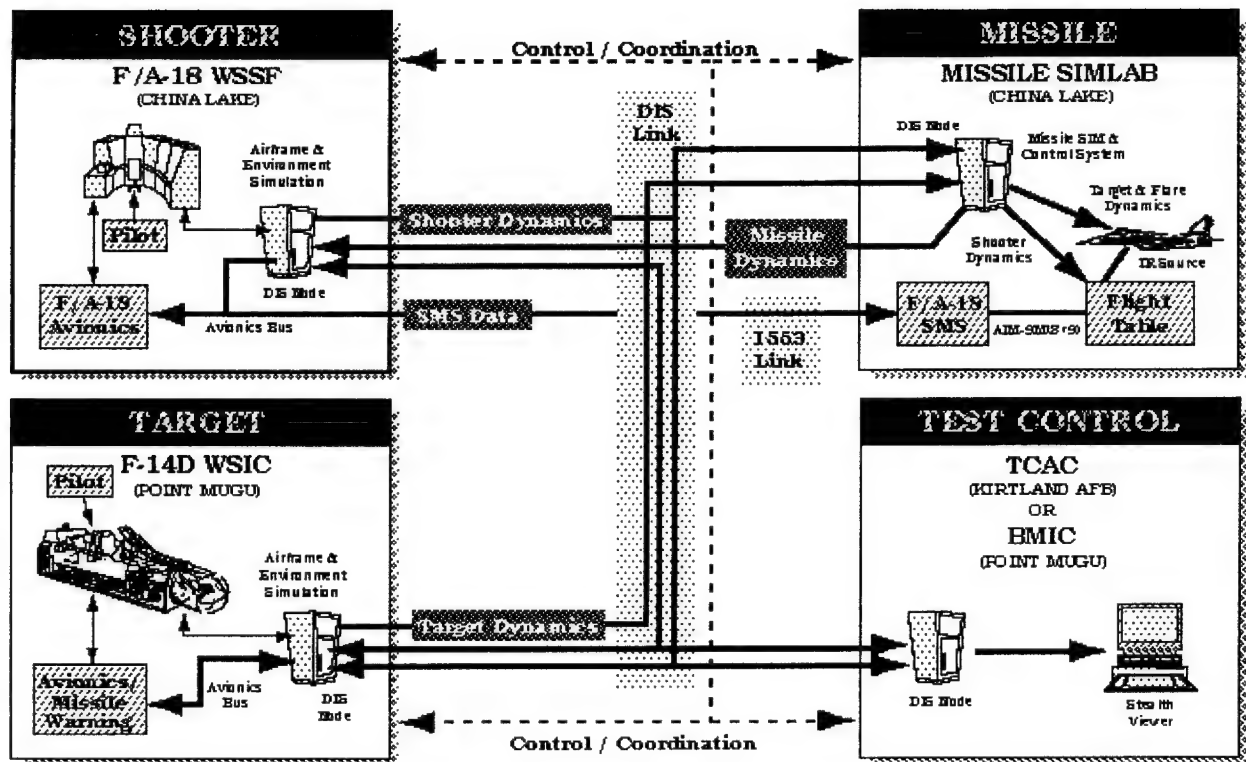 SHOOTER
F/A-18 WSSF
(CHINA LAKE)
Airframe &
Environment
Simulation
Pilot
DIS Node
F/A-18
Avionics
Avionics Bus
Control / Coordination
DIS
Link
Shooter Dynamics
Missile
Dynamics
SMS Data
1553
Link
MISSILE
MISSILE SIMLAB
(CHINA LAKE)
DIS Node
Missile SIM &
Control System
Target & Flare
Dynamics
Shooter
Dynamics
IR Source
F/A-18
SMS
Flight
Table
TARGET
F-14D WSIC
(POINT MUGU)
Pilot
Airframe &
Environment
Simulation
Avionics/
Missile
Warning
Avionics
Bus
DIS
Node
Target Dynamics
Control / Coordination
TEST CONTROL
TCAC
(KIRTLAND AFB)
OR
BMIC
(POINT MUGU)
DIS Node
Stealth
Viewer